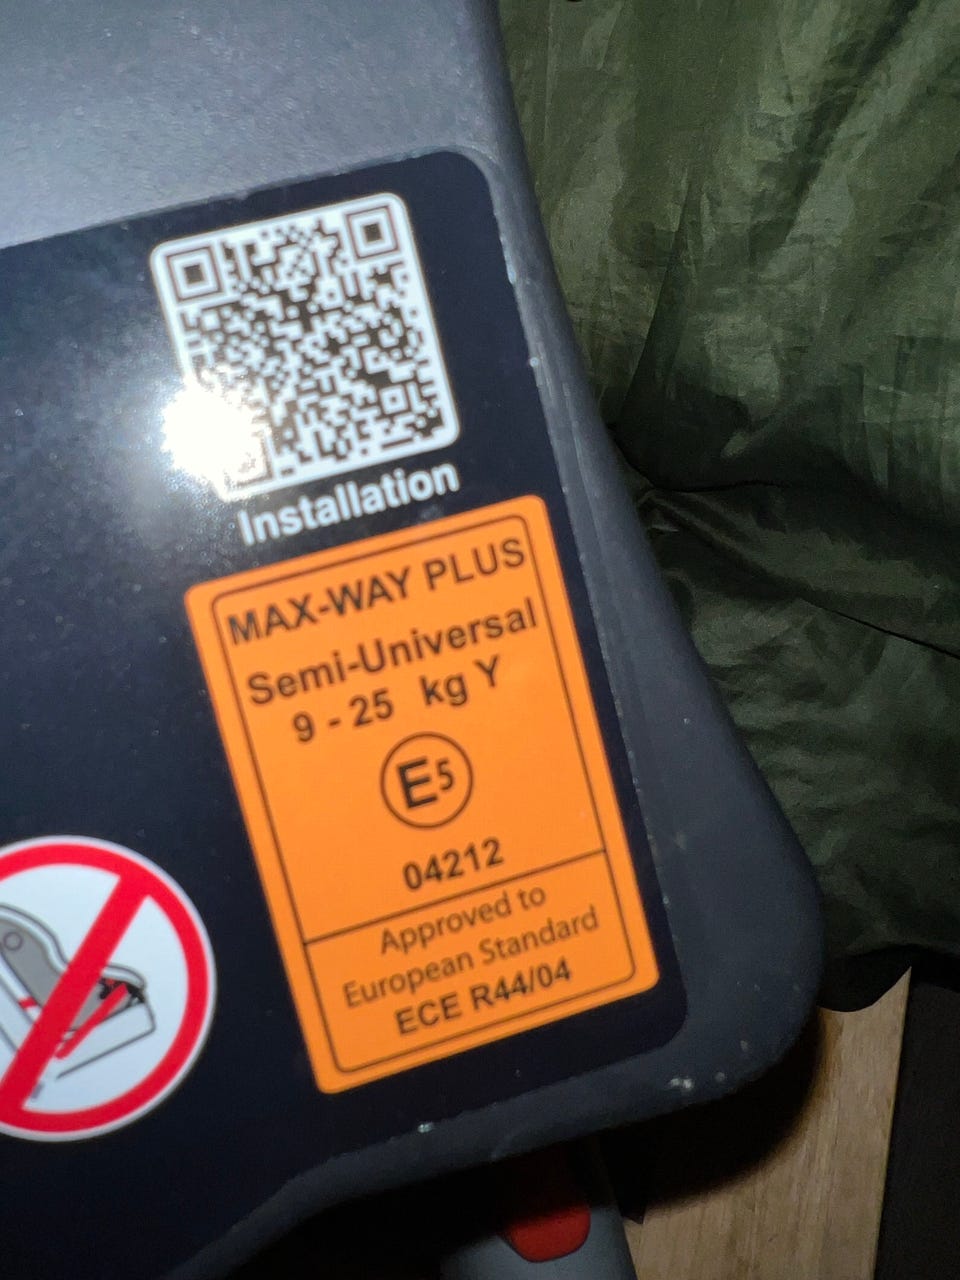 Installation
MAX-WAY PLUS
Semi-Universal
9 - 25 kg Y
E5
04212
Approved to
European Standard
ECE R44/04